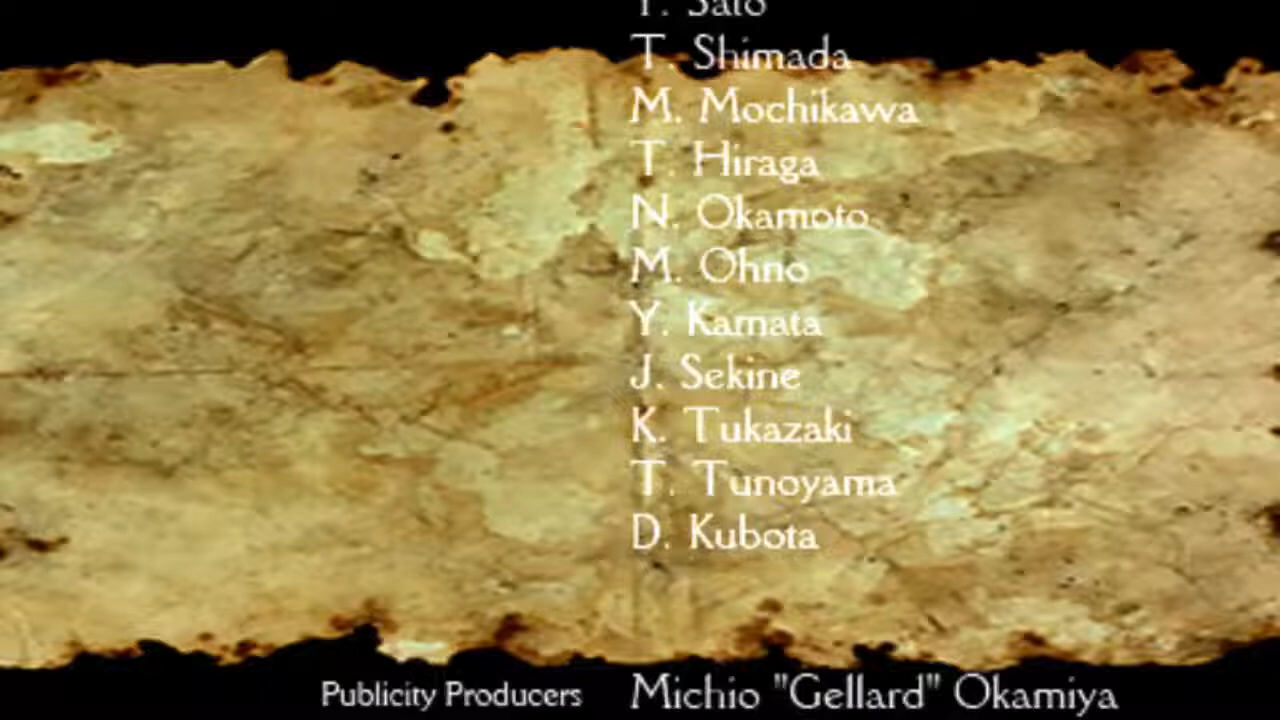 T. Shimada
M. Mochikawa
T. Hiraga
N. Okamoto
M. Ohno
Y. Kamata
J. Sekine
K. Tukazaki
T. Tunoyama
D. Kubota
Publicity Producers Michio "Gellard" Okamiya